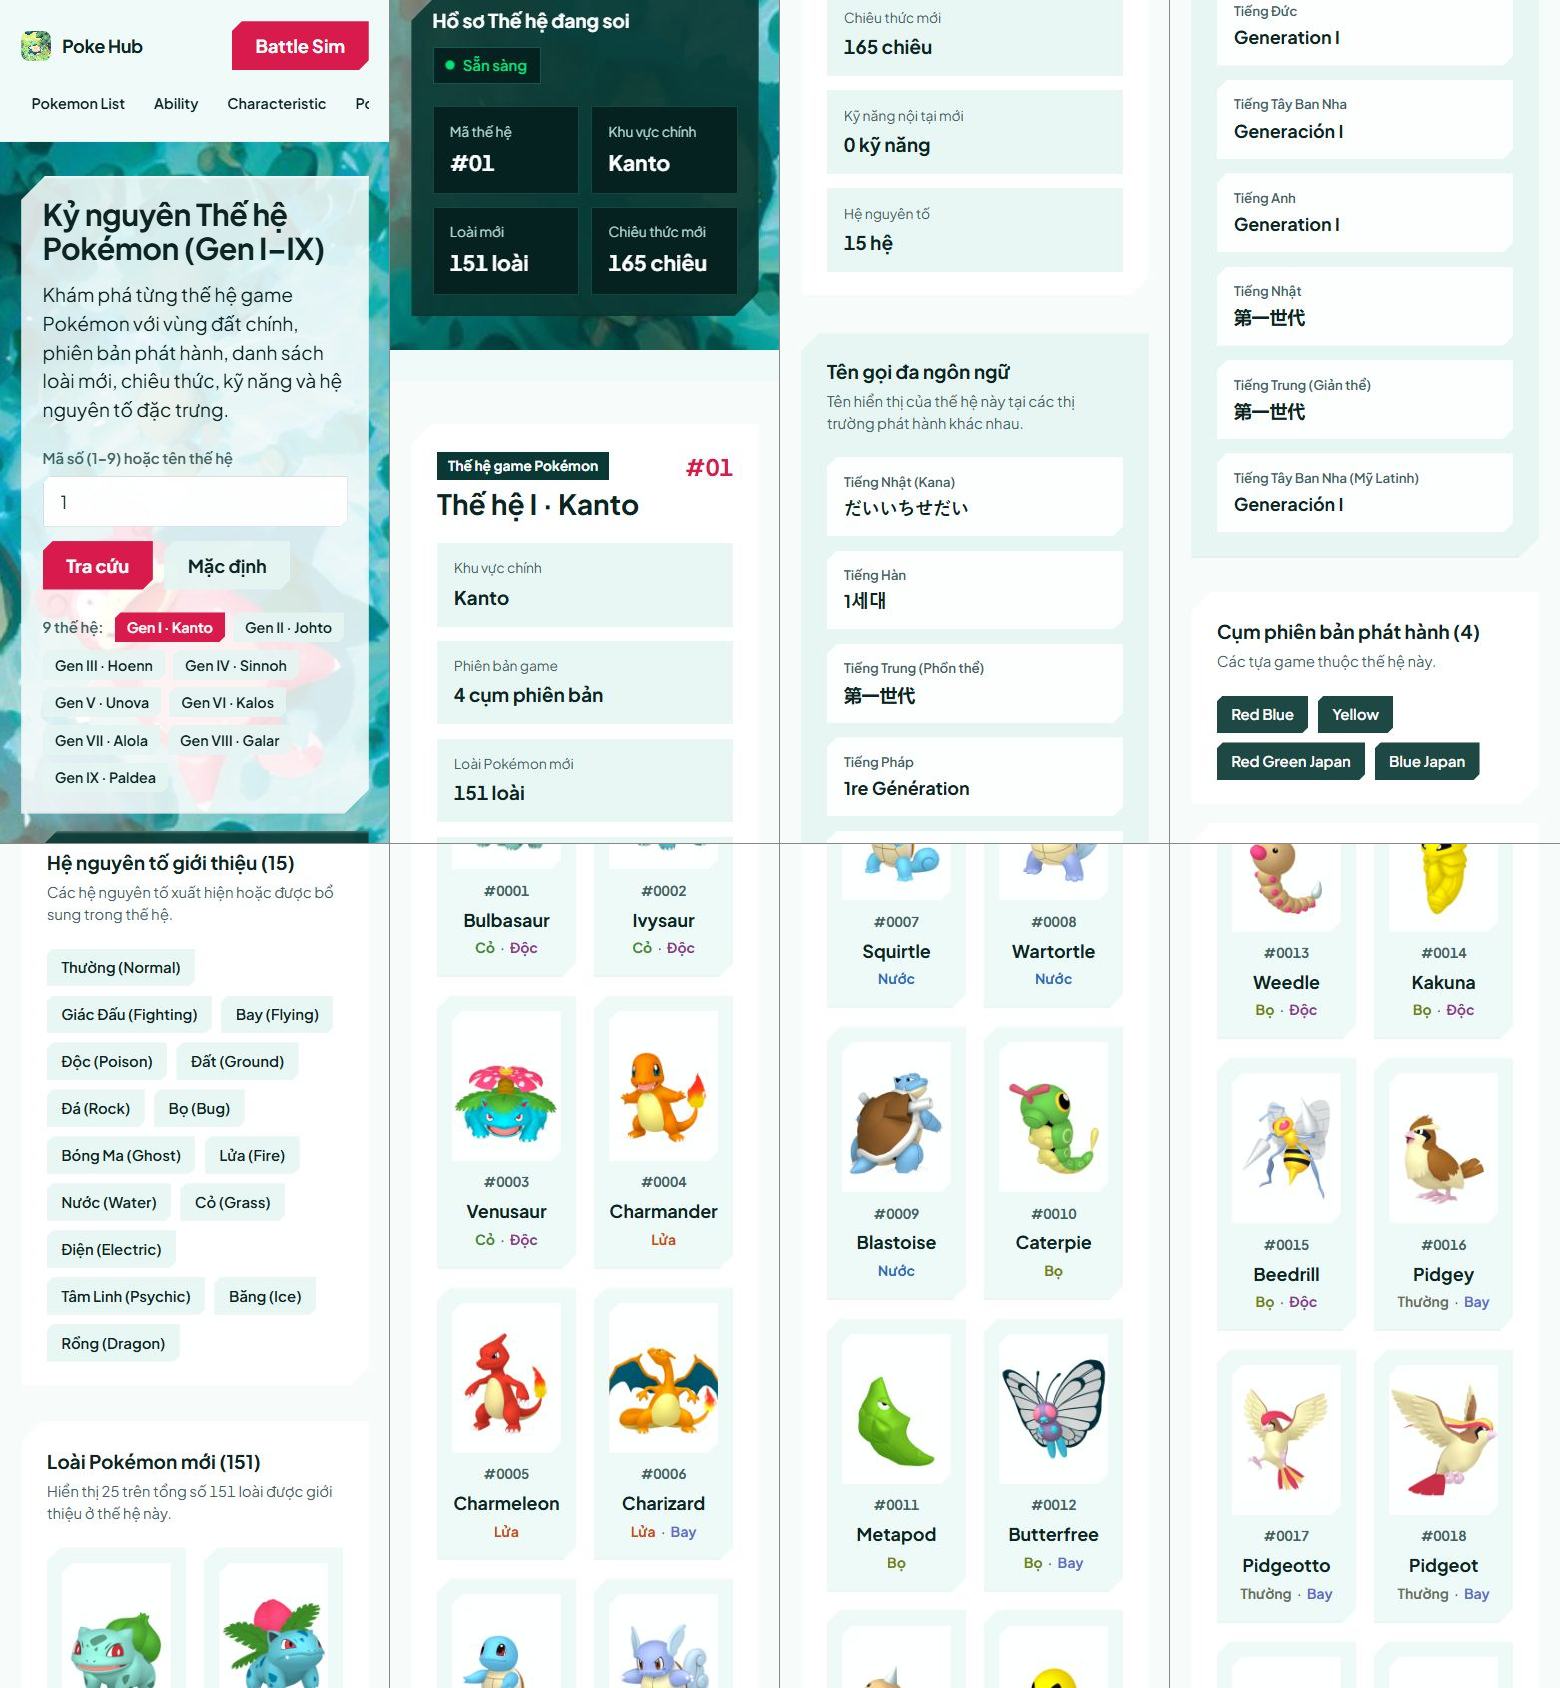 Poke Hub
Battle Sim
Pokemon List
Ability
Characteristic
Kỷ nguyên Thế hệ
Pokémon (Gen I–IX)
Khám phá từng thế hệ game
Pokémon với vùng đất chính,
phiên bản phát hành, danh sách
loài mới, chiêu thức, kỹ năng và hệ
nguyên tố đặc trưng.
Mã số (1–9) hoặc tên thế hệ
1
Tra cứu
Mặc định
9 thế hệ:
Gen I · Kanto
Gen II · Johto
Gen III · Hoenn
Gen IV · Sinnoh
Gen V · Unova
Gen VI · Kalos
Gen VII · Alola
Gen VIII · Galar
Gen IX · Paldea
Hồ sơ Thế hệ đang soi
Sẵn sàng
Mã thế hệ
#01
Khu vực chính
Kanto
Loài mới
151 loài
Chiêu thức mới
165 chiêu
Thế hệ game Pokémon
#01
Thế hệ I · Kanto
Khu vực chính
Kanto
Phiên bản game
4 cụm phiên bản
Loài Pokémon mới
151 loài
Chiêu thức mới
165 chiêu
Kỹ năng nội tại mới
0 kỹ năng
Hệ nguyên tố
15 hệ
Tên gọi đa ngôn ngữ
Tên hiển thị của thế hệ này tại các thị
trường phát hành khác nhau.
Tiếng Nhật (Kana)
だいいちせだい
Tiếng Hàn
1세대
Tiếng Trung (Phồn thể)
第一世代
Tiếng Pháp
1re Génération
Tiếng Đức
Generation I
Tiếng Tây Ban Nha
Generación I
Tiếng Anh
Generation I
Tiếng Nhật
第一世代
Tiếng Trung (Giản thể)
第一世代
Tiếng Tây Ban Nha (Mỹ Latinh)
Generación I
Cụm phiên bản phát hành (4)
Các tựa game thuộc thế hệ này.
Red Blue
Yellow
Red Green Japan
Blue Japan
Hệ nguyên tố giới thiệu (15)
Các hệ nguyên tố xuất hiện hoặc được bổ
sung trong thế hệ.
Thường (Normal)
Giác Đấu (Fighting)
Bay (Flying)
Độc (Poison)
Đất (Ground)
Đá (Rock)
Bọ (Bug)
Bóng Ma (Ghost)
Lửa (Fire)
Nước (Water)
Cỏ (Grass)
Điện (Electric)
Tâm Linh (Psychic)
Băng (Ice)
Rồng (Dragon)
Loài Pokémon mới (151)
Hiển thị 25 trên tổng số 151 loài được giới
thiệu ở thế hệ này.
#0001
Bulbasaur
Cỏ · Độc
#0002
Ivysaur
Cỏ · Độc
#0003
Venusaur
Cỏ · Độc
#0004
Charmander
Lửa
#0005
Charmeleon
Lửa
#0006
Charizard
Lửa · Bay
#0007
Squirtle
Nước
#0008
Wartortle
Nước
#0009
Blastoise
Nước
#0010
Caterpie
Bọ
#0011
Metapod
Bọ
#0012
Butterfree
Bọ · Bay
#0013
Weedle
Bọ · Độc
#0014
Kakuna
Bọ · Độc
#0015
Beedrill
Bọ · Độc
#0016
Pidgey
Thường · Bay
#0017
Pidgeotto
Thường · Bay
#0018
Pidgeot
Thường · Bay